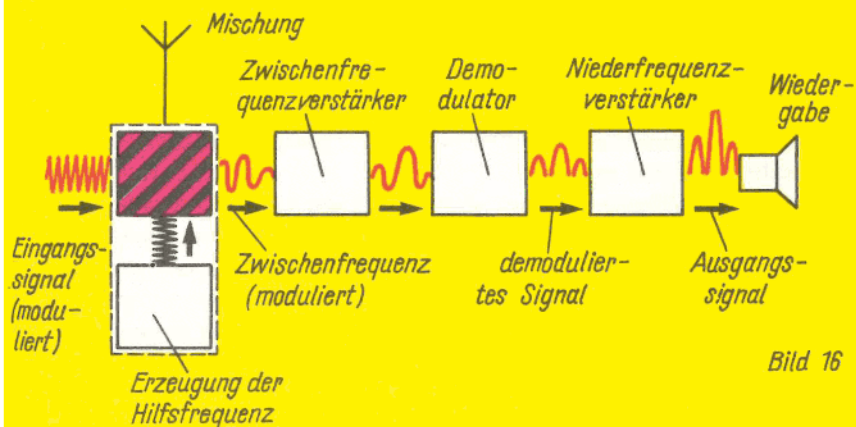 Mischung
Zwischenfre-
quenzverstärker
Demo-
dulator
Niederfrequenz-
verstärker
Wieder-
gabe
Eingangs-
signal
(modu-
liert)
Zwischenfrequenz
(moduliert)
demodulier-
tes Signal
Ausgangs-
signal
Erzeugung der
Hilfsfrequenz
Bild 16